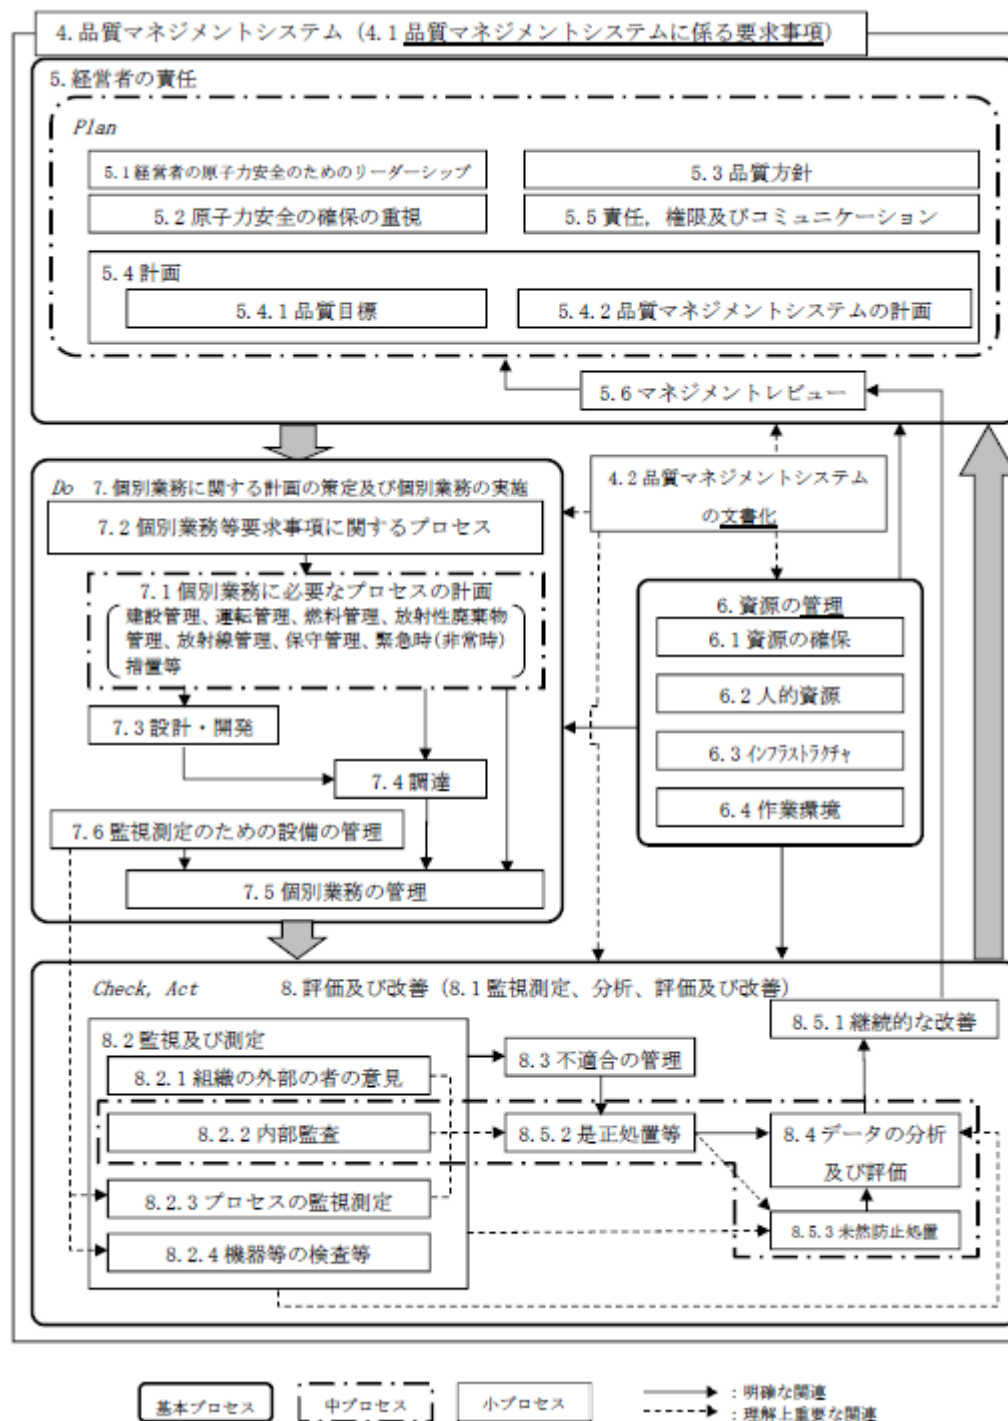 4.品質マネジメントシステム（4.1 品質マネジメントシステムに係る要求事項）
5.経営者の責任
Plan
5.1 経営者の原子力安全のためのリーダーシップ
5.3 品質方針
5.2 原子力安全の確保の重視
5.5 責任，権限及びコミュニケーション
5.4 計画
5.4.1 品質目標
5.4.2 品質マネジメントシステムの計画
5.6 マネジメントレビュー
Do 7.個別業務に関する計画の策定及び個別業務の実施
7.2 個別業務等要求事項に関するプロセス
4.2 品質マネジメントシステム
の文書化
7.1 個別業務に必要なプロセスの計画
建設管理、運転管理、燃料管理、放射性廃棄物
管理、放射線管理、保守管理、緊急時(非常時)
措置等
6.資源の管理
6.1 資源の確保
6.2 人的資源
6.3 インフラストラクチャ
6.4 作業環境
7.3 設計・開発
7.4 調達
7.6 監視測定のための設備の管理
7.5 個別業務の管理
Check, Act 8.評価及び改善（8.1 監視測定、分析、評価及び改善）
8.5.1 継続的な改善
8.2 監視及び測定
8.2.1 組織の外部の者の意見
8.3 不適合の管理
8.2.2 内部監査
8.5.2 是正処置等
8.4 データの分析
及び評価
8.2.3 プロセスの監視測定
8.5.3 未然防止処置
8.2.4 機器等の検査等
基本プロセス
中プロセス
小プロセス
：明確な関連
：理解上重要な関連